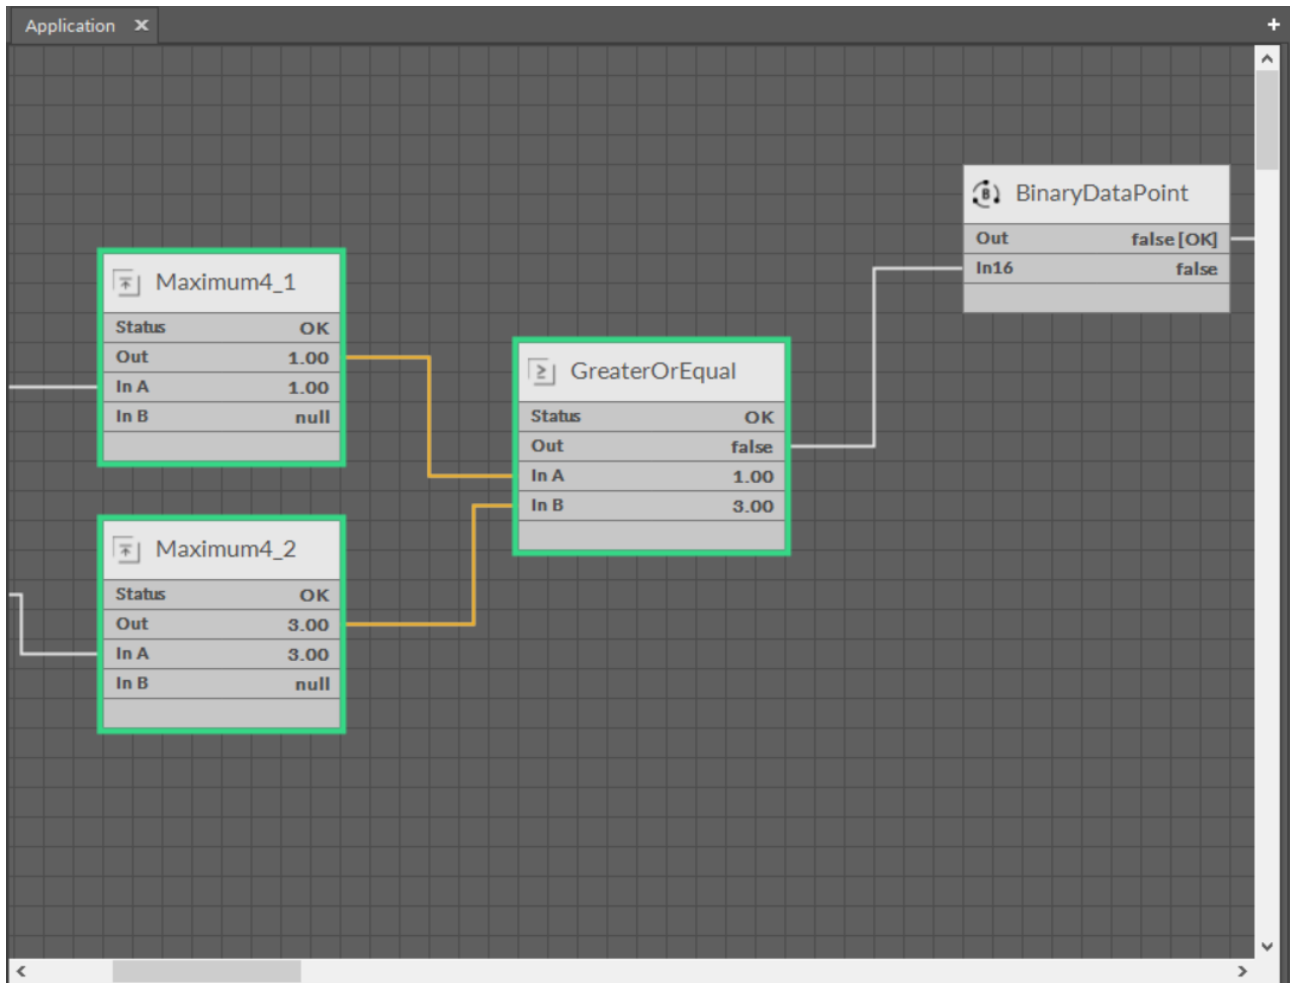 Application
Maximum4_1
Status OK
Out 1.00
In A 1.00
In B null
Maximum4_2
Status OK
Out 3.00
In A 3.00
In B null
GreaterOrEqual
Status OK
Out false
In A 1.00
In B 3.00
B BinaryDataPoint
Out false [OK]
In16 false